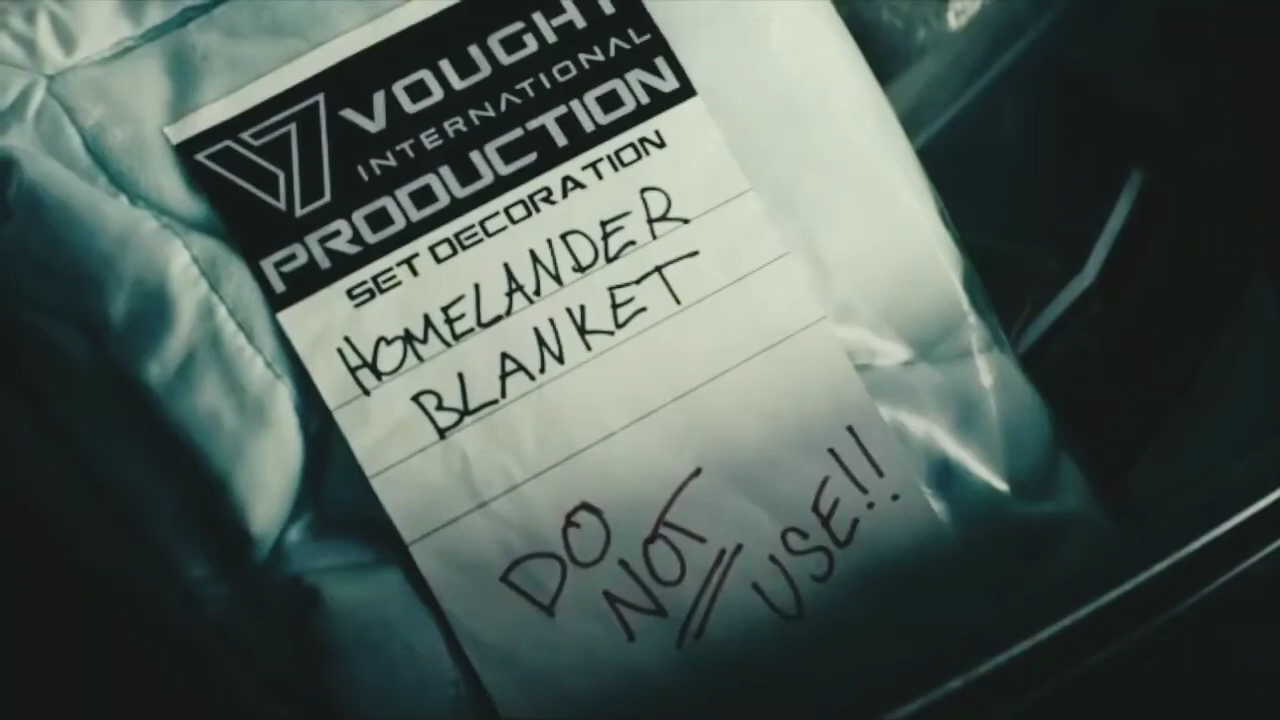 VOUGHT
INTERNATIONAL
PRODUCTION
SET DECORATION
HOMELANDER
BLANKET
DO
NOT
USE!!